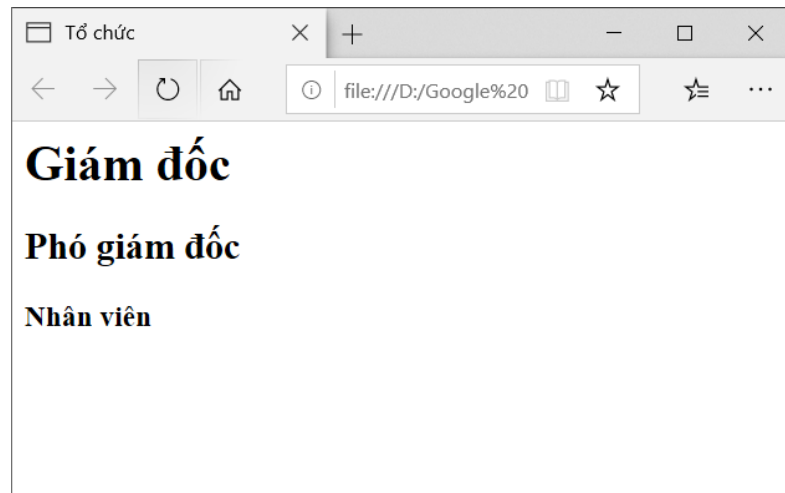 Tổ chức
file:///D:/Google%20
Giám đốc
Phó giám đốc
Nhân viên